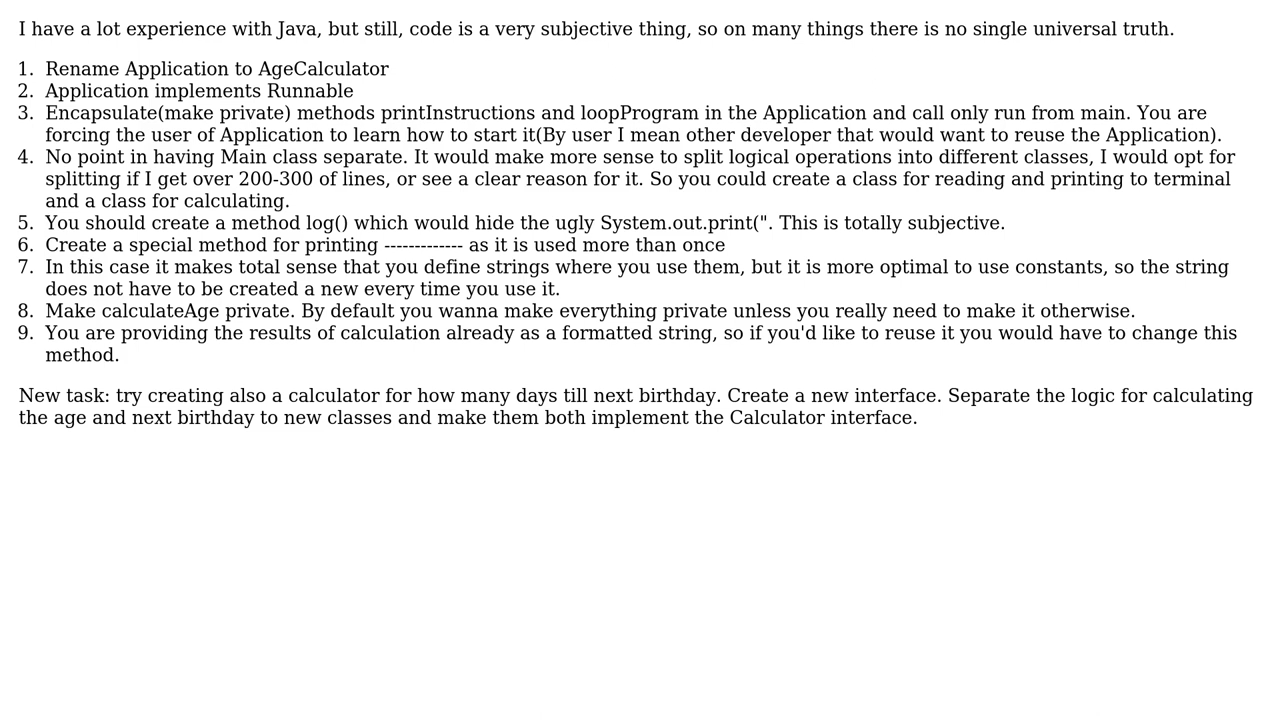 I have a lot experience with Java, but still, code is a very subjective thing, so on many things there is no single universal truth.
1. Rename Application to AgeCalculator
2. Application implements Runnable
3. Encapsulate(make private) methods printInstructions and loopProgram in the Application and call only run from main. You are
forcing the user of Application to learn how to start it(By user I mean other developer that would want to reuse the Application).
4. No point in having Main class separate. It would make more sense to split logical operations into different classes, I would opt for
splitting if I get over 200-300 of lines, or see a clear reason for it. So you could create a class for reading and printing to terminal
and a class for calculating.
5. You should create a method log() which would hide the ugly System.out.print(". This is totally subjective.
6. Create a special method for printing ------------- as it is used more than once
7. In this case it makes total sense that you define strings where you use them, but it is more optimal to use constants, so the string
does not have to be created a new every time you use it.
8. Make calculateAge private. By default you wanna make everything private unless you really need to make it otherwise.
9. You are providing the results of calculation already as a formatted string, so if you'd like to reuse it you would have to change this
method.
New task: try creating also a calculator for how many days till next birthday. Create a new interface. Separate the logic for calculating
the age and next birthday to new classes and make them both implement the Calculator interface.